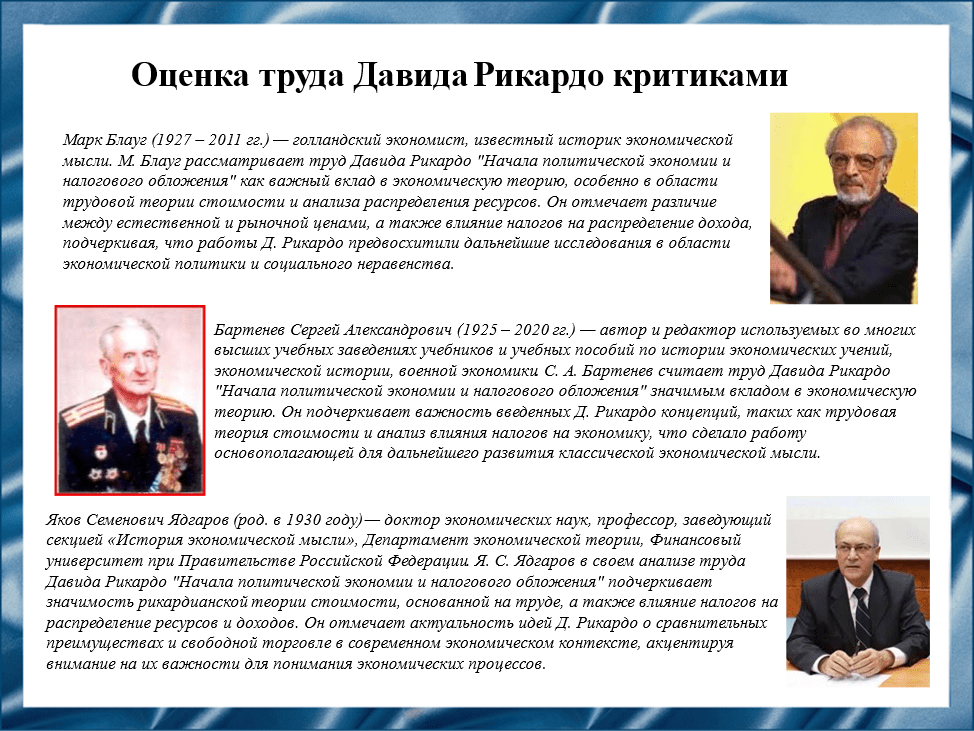 Оценка труда Давида Рикардо критиками
Марк Блауг (1927 – 2011 гг.) — голландский экономист, известный историк экономической
мысли. М. Блауг рассматривает труд Давида Рикардо "Начала политической экономии и
налогового обложения" как важный вклад в экономическую теорию, особенно в области
трудовой теории стоимости и анализа распределения ресурсов. Он отмечает различие
между естественной и рыночной ценами, а также влияние налогов на распределение дохода,
подчеркивая, что работы Д. Рикардо предвосхитили дальнейшие исследования в области
экономической политики и социального неравенства.
Бартенев Сергей Александрович (1925 – 2020 гг.) — автор и редактор используемых во многих
высших учебных заведениях учебников и учебных пособий по истории экономических учений,
экономической истории, военной экономики. С. А. Бартенев считает труд Давида Рикардо
"Начала политической экономии и налогового обложения" значимым вкладом в экономическую
теорию. Он подчеркивает важность введенных Д. Рикардо концепций, таких как трудовая
теория стоимости и анализ влияния налогов на экономику, что сделало работу
основополагающей для дальнейшего развития классической экономической мысли.
Яков Семенович Ядгаров (род. в 1930 году) — доктор экономических наук, профессор, заведующий
секцией «История экономической мысли», Департамент экономической теории, Финансовый
университет при Правительстве Российской Федерации. Я. С. Ядгаров в своем анализе труда
Давида Рикардо "Начала политической экономии и налогового обложения" подчеркивает
значимость рикардианской теории стоимости, основанной на труде, а также влияние налогов на
распределение ресурсов и доходов. Он отмечает актуальность идей Д. Рикардо о сравнительных
преимуществах и свободной торговле в современном экономическом контексте, акцентируя
внимание на их важности для понимания экономических процессов.